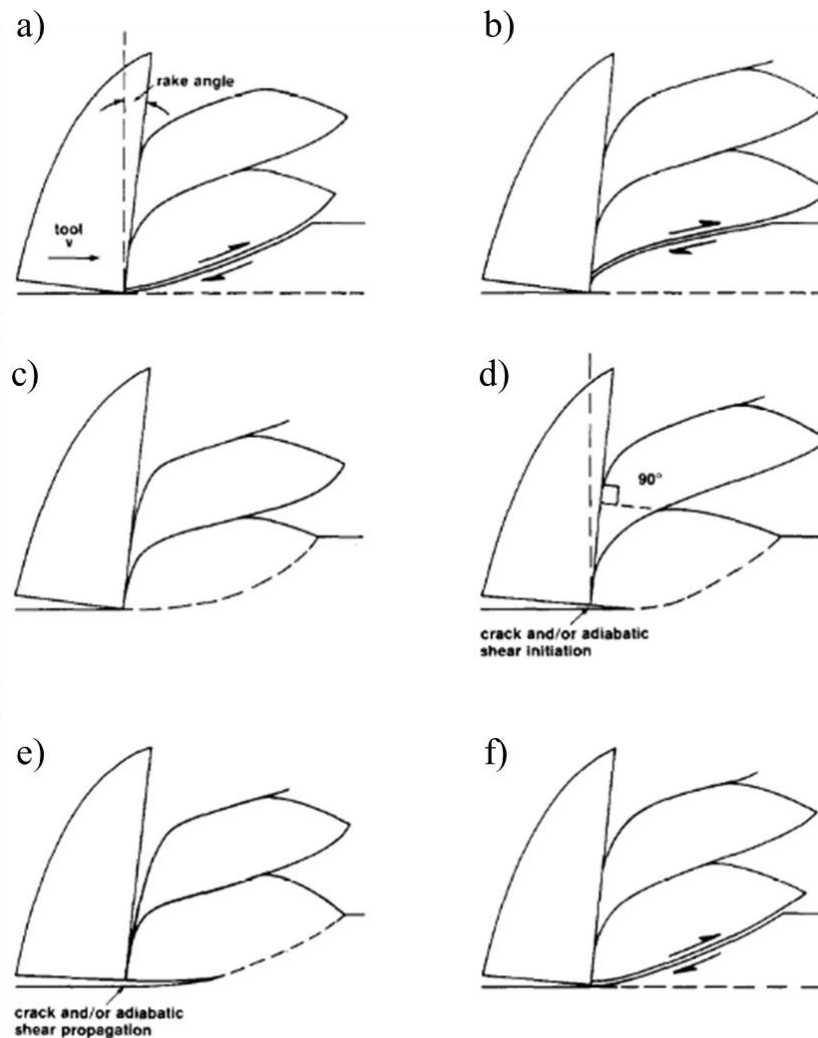 a)
rake angle
tool
v
b)
c)
d)
90°
crack and/or adiabatic
shear initiation
e)
crack and/or adiabatic
shear propagation
f)